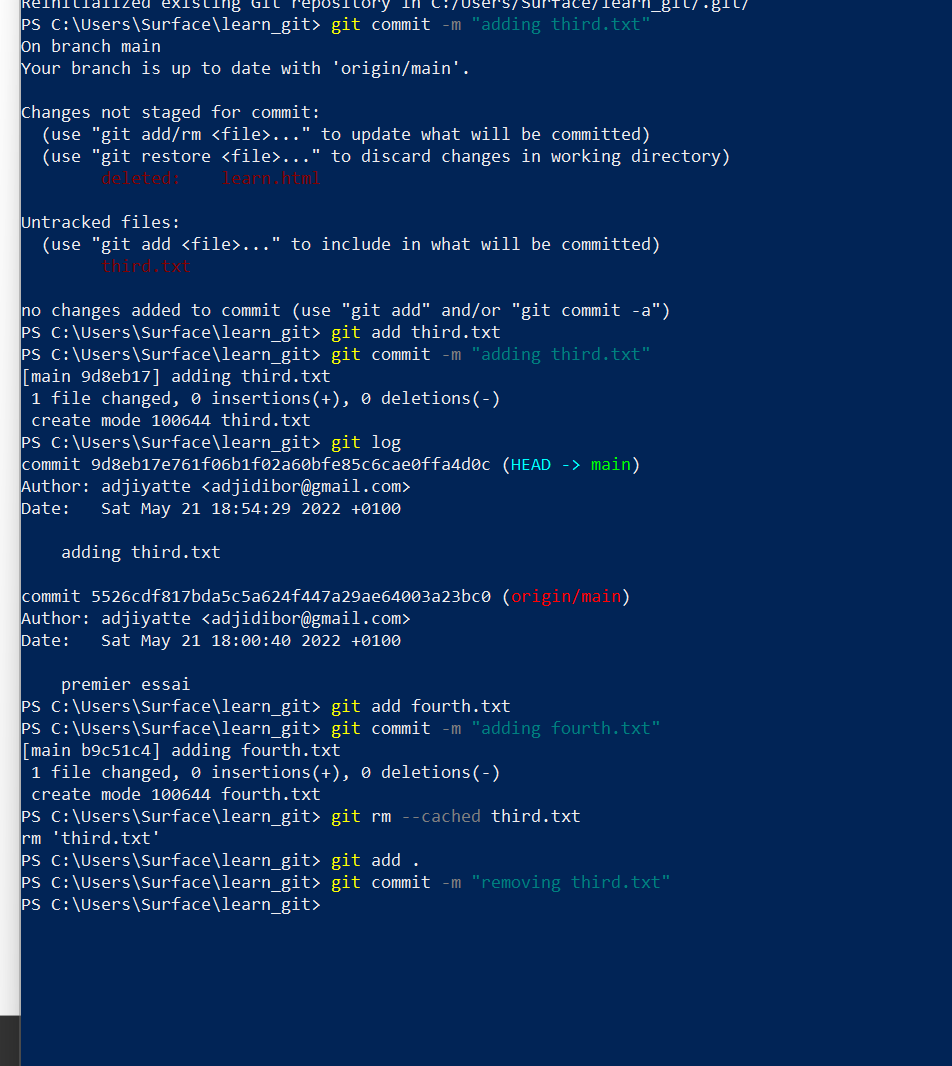 Reinitialized existing Git repository in C:/Users/Surface/learn_git/.git/
PS C:\Users\Surface\learn_git> git commit -m "adding third.txt"
On branch main
Your branch is up to date with 'origin/main'.
Changes not staged for commit:
  (use "git add/rm <file>..." to update what will be committed)
  (use "git restore <file>..." to discard changes in working directory)
        deleted:    learn.html
Untracked files:
  (use "git add <file>..." to include in what will be committed)
        third.txt
no changes added to commit (use "git add" and/or "git commit -a")
PS C:\Users\Surface\learn_git> git add third.txt
PS C:\Users\Surface\learn_git> git commit -m "adding third.txt"
[main 9d8eb17] adding third.txt
 1 file changed, 0 insertions(+), 0 deletions(-)
 create mode 100644 third.txt
PS C:\Users\Surface\learn_git> git log
commit 9d8eb17e761f06b1f02a60bfe85c6cae0ffa4d0c (HEAD -> main)
Author: adjiyatte <adjidibor@gmail.com>
Date:   Sat May 21 18:54:29 2022 +0100
    adding third.txt
commit 5526cdf817bda5c5a624f447a29ae64003a23bc0 (origin/main)
Author: adjiyatte <adjidibor@gmail.com>
Date:   Sat May 21 18:00:40 2022 +0100
    premier essai
PS C:\Users\Surface\learn_git> git add fourth.txt
PS C:\Users\Surface\learn_git> git commit -m "adding fourth.txt"
[main b9c51c4] adding fourth.txt
 1 file changed, 0 insertions(+), 0 deletions(-)
 create mode 100644 fourth.txt
PS C:\Users\Surface\learn_git> git rm --cached third.txt
rm 'third.txt'
PS C:\Users\Surface\learn_git> git add .
PS C:\Users\Surface\learn_git> git commit -m "removing third.txt"
PS C:\Users\Surface\learn_git>